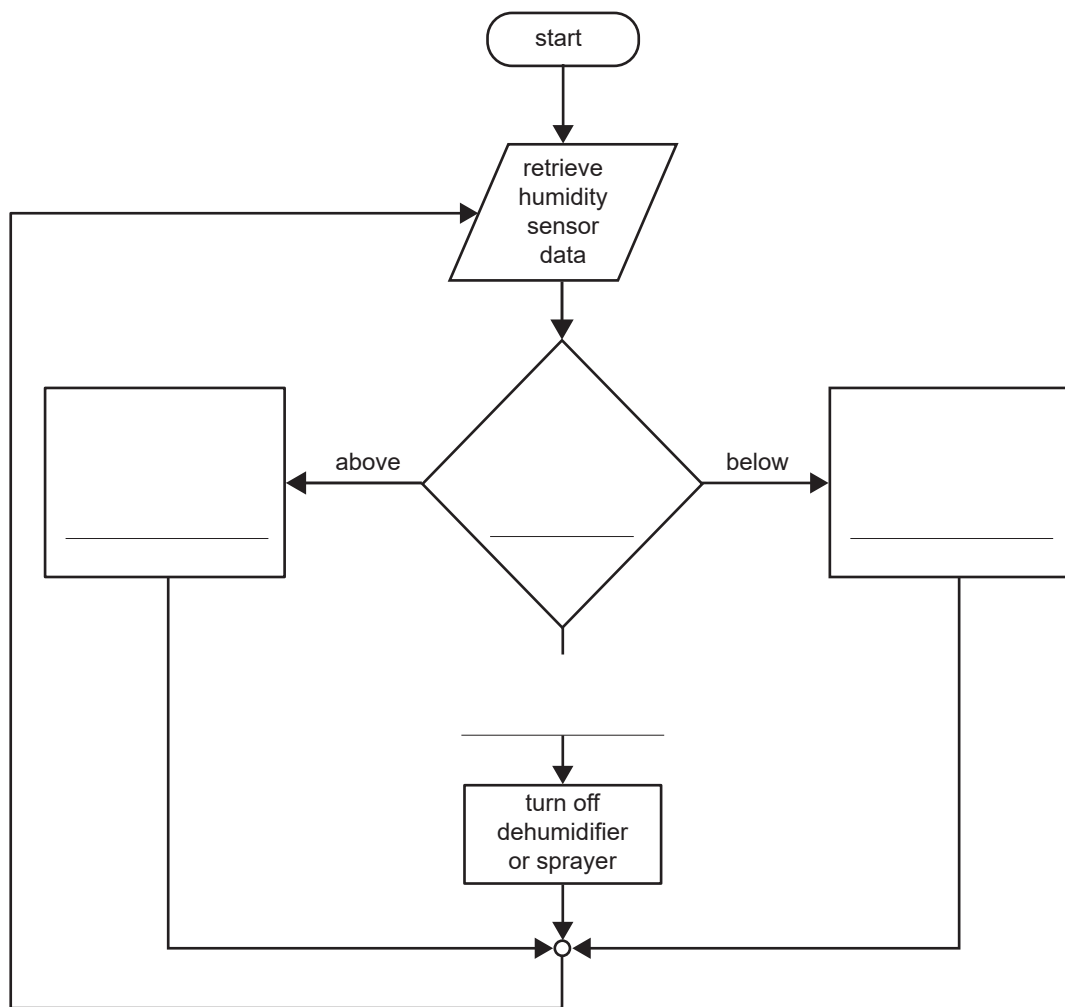 start
retrieve
humidity
sensor
data
above
below
turn off
dehumidifier
or sprayer